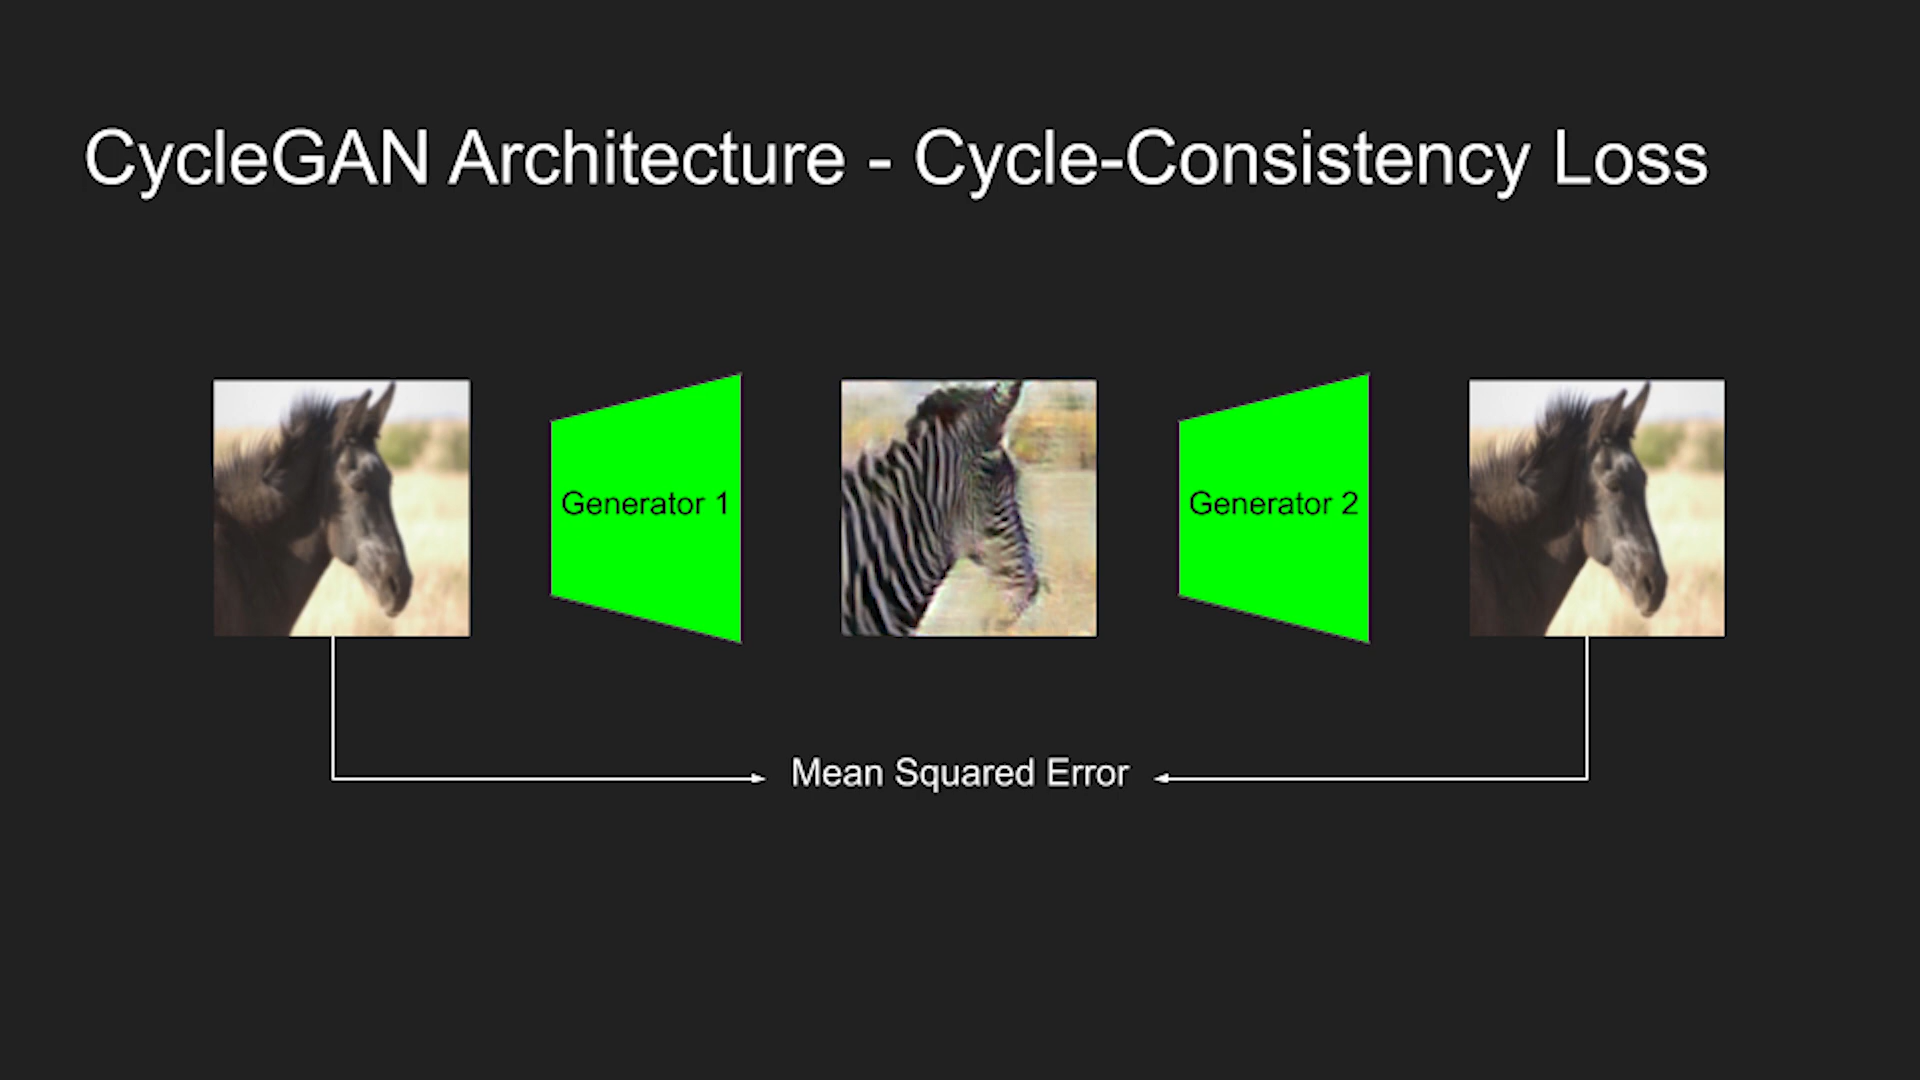 CycleGAN Architecture - Cycle-Consistency Loss
Generator 1
Generator 2
Mean Squared Error